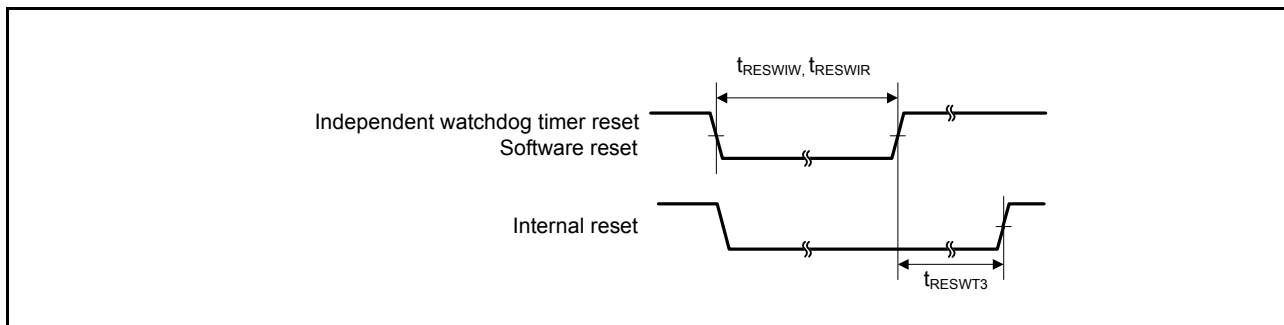 tRESWIW, tRESWIR
Independent watchdog timer reset
Software reset
Internal reset
tRESWT3